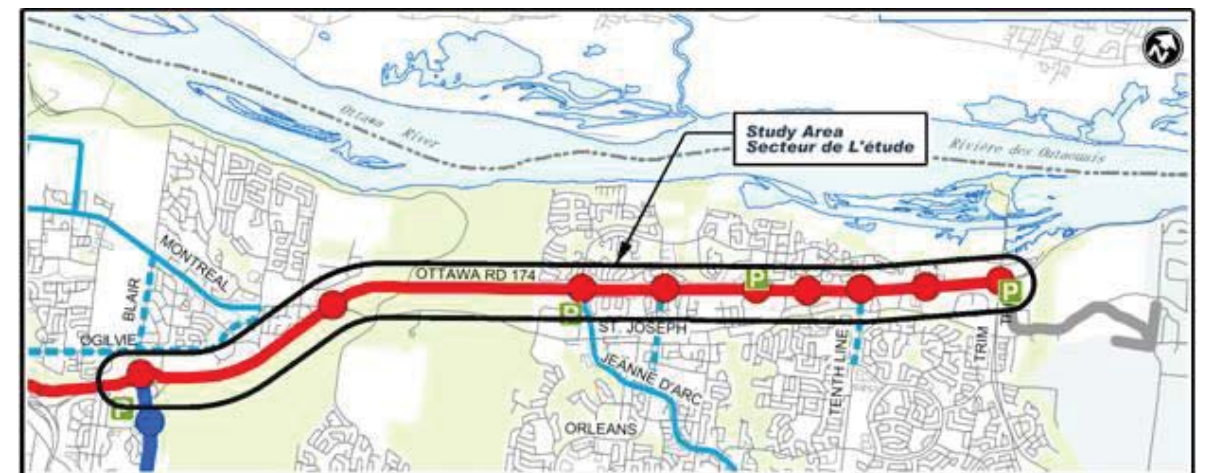 Study Area
Secteur de L'étude
Ottawa River
Rivière des Outaouais
N
MONTREAL
BLAIR
OGILVIE
OTTAWA RD 174
P
P
P
P
ST. JOSEPH
JEANNE D'ARC
ORLEANS
TENTH LINE
TRIM